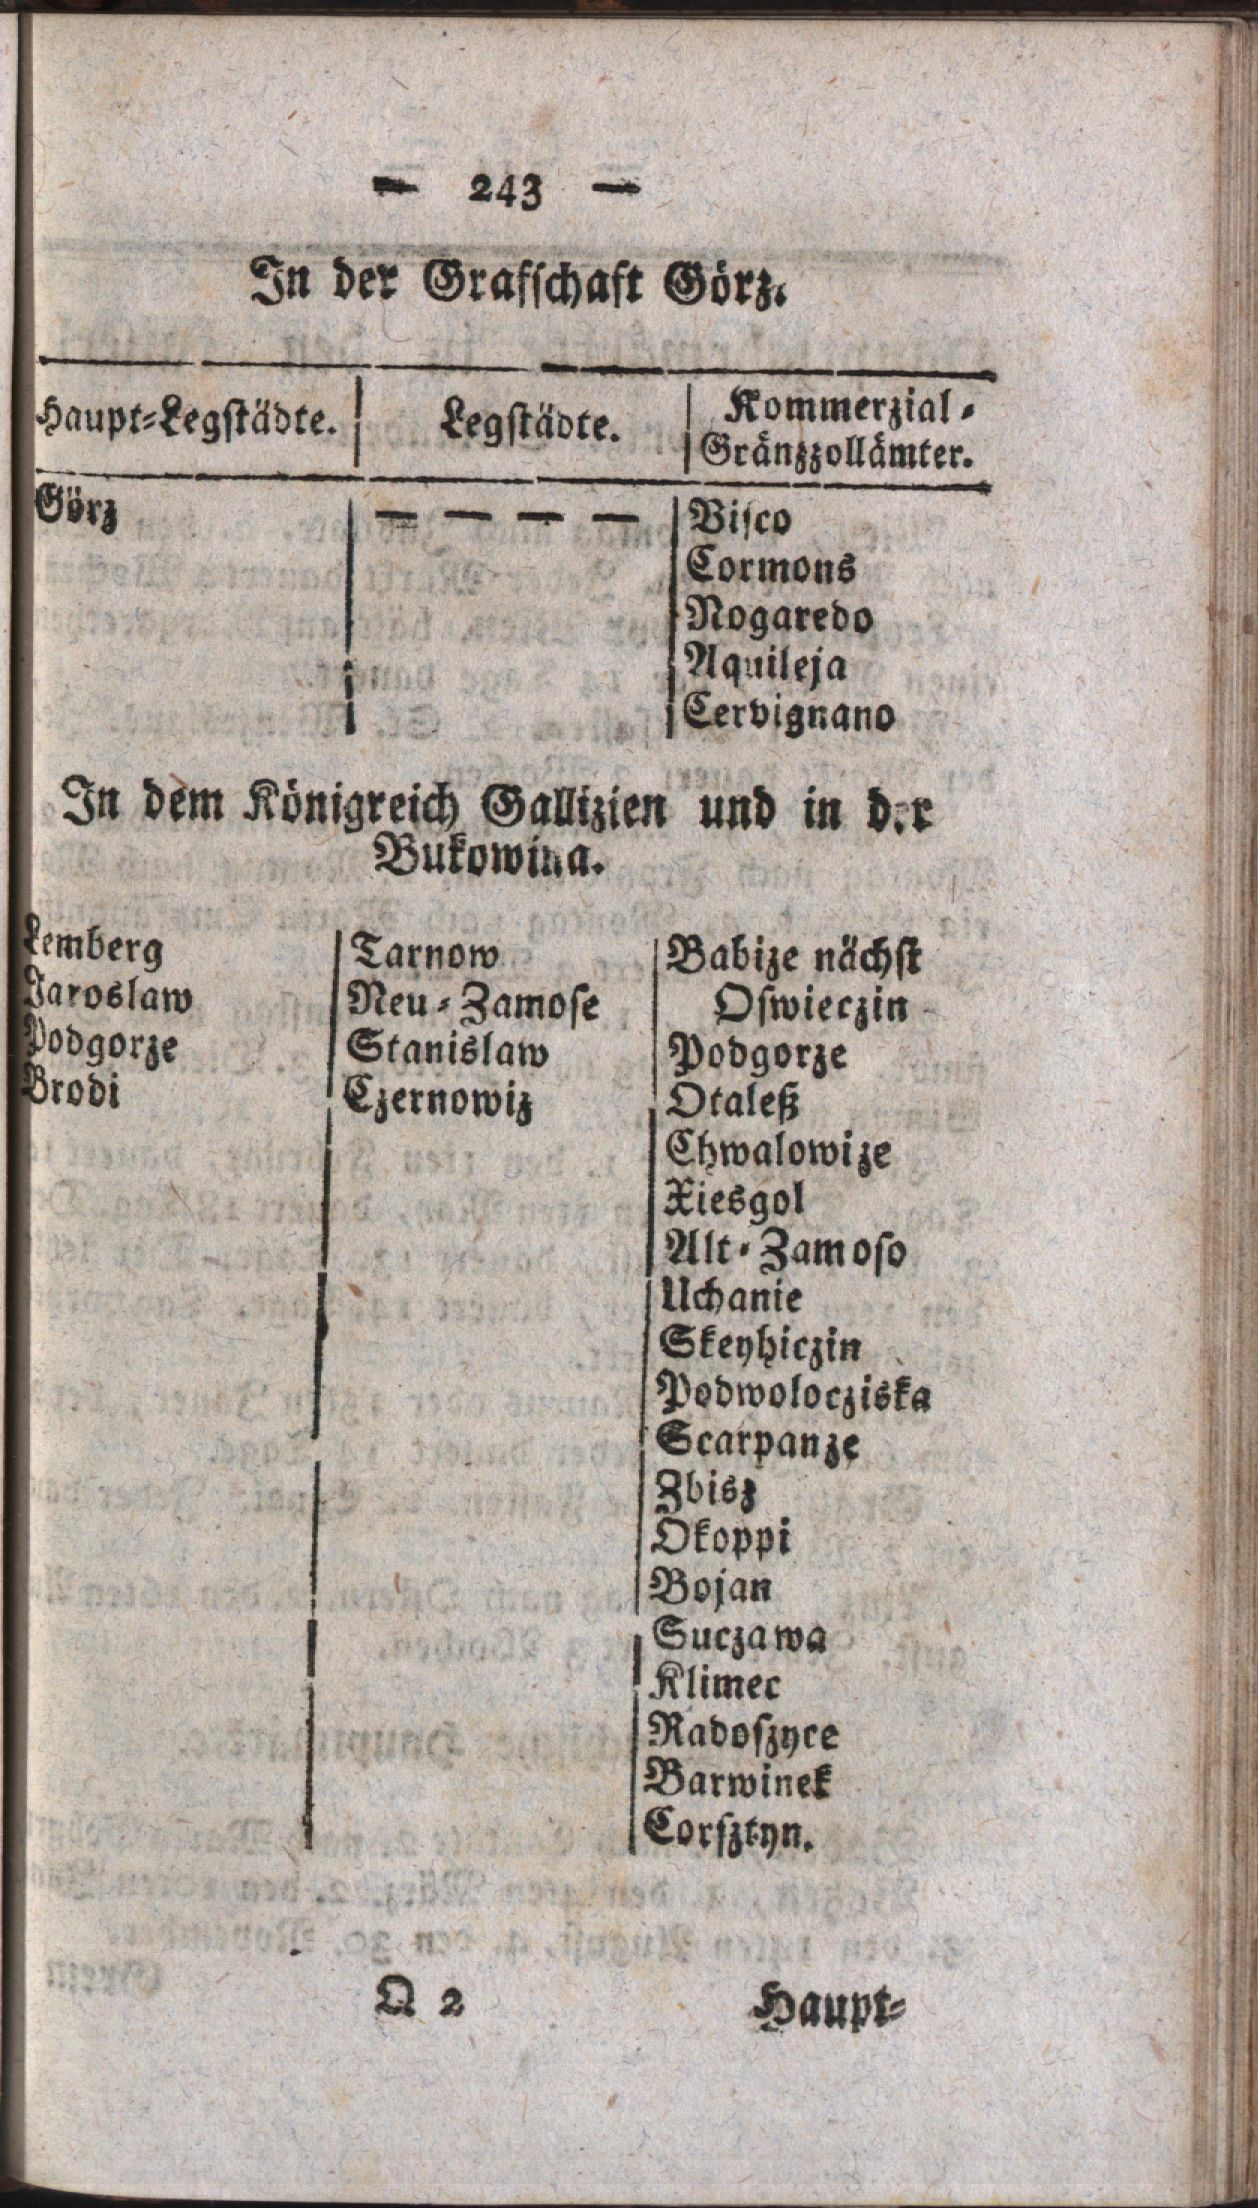 — 243 —
In der Grafschaft Görz.
Haupt-Legstädte. Legstädte. Kommerzial-
Gränzzollämter.
Görz — — — — Visco
Cormons
Nogaredo
Aquileja
Cervignano
In dem Königreich Gallizien und in der
Bukowina.
Lemberg Tarnow Babize nächst
Jaroslaw Neu-Zamose Oswieczin
Podgorze Stanislaw Podgorze
Brodi Czernowiz Otaleß
Chwalowize
Xiesgol
Alt-Zamoso
Uchanie
Skeyhiczin
Podwolocziska
Scarpanze
Zbisz
Okoppi
Bojan
Suczawa
Klimec
Radoszyce
Barwinek
Corsztyn.
Q 2 Haupt-